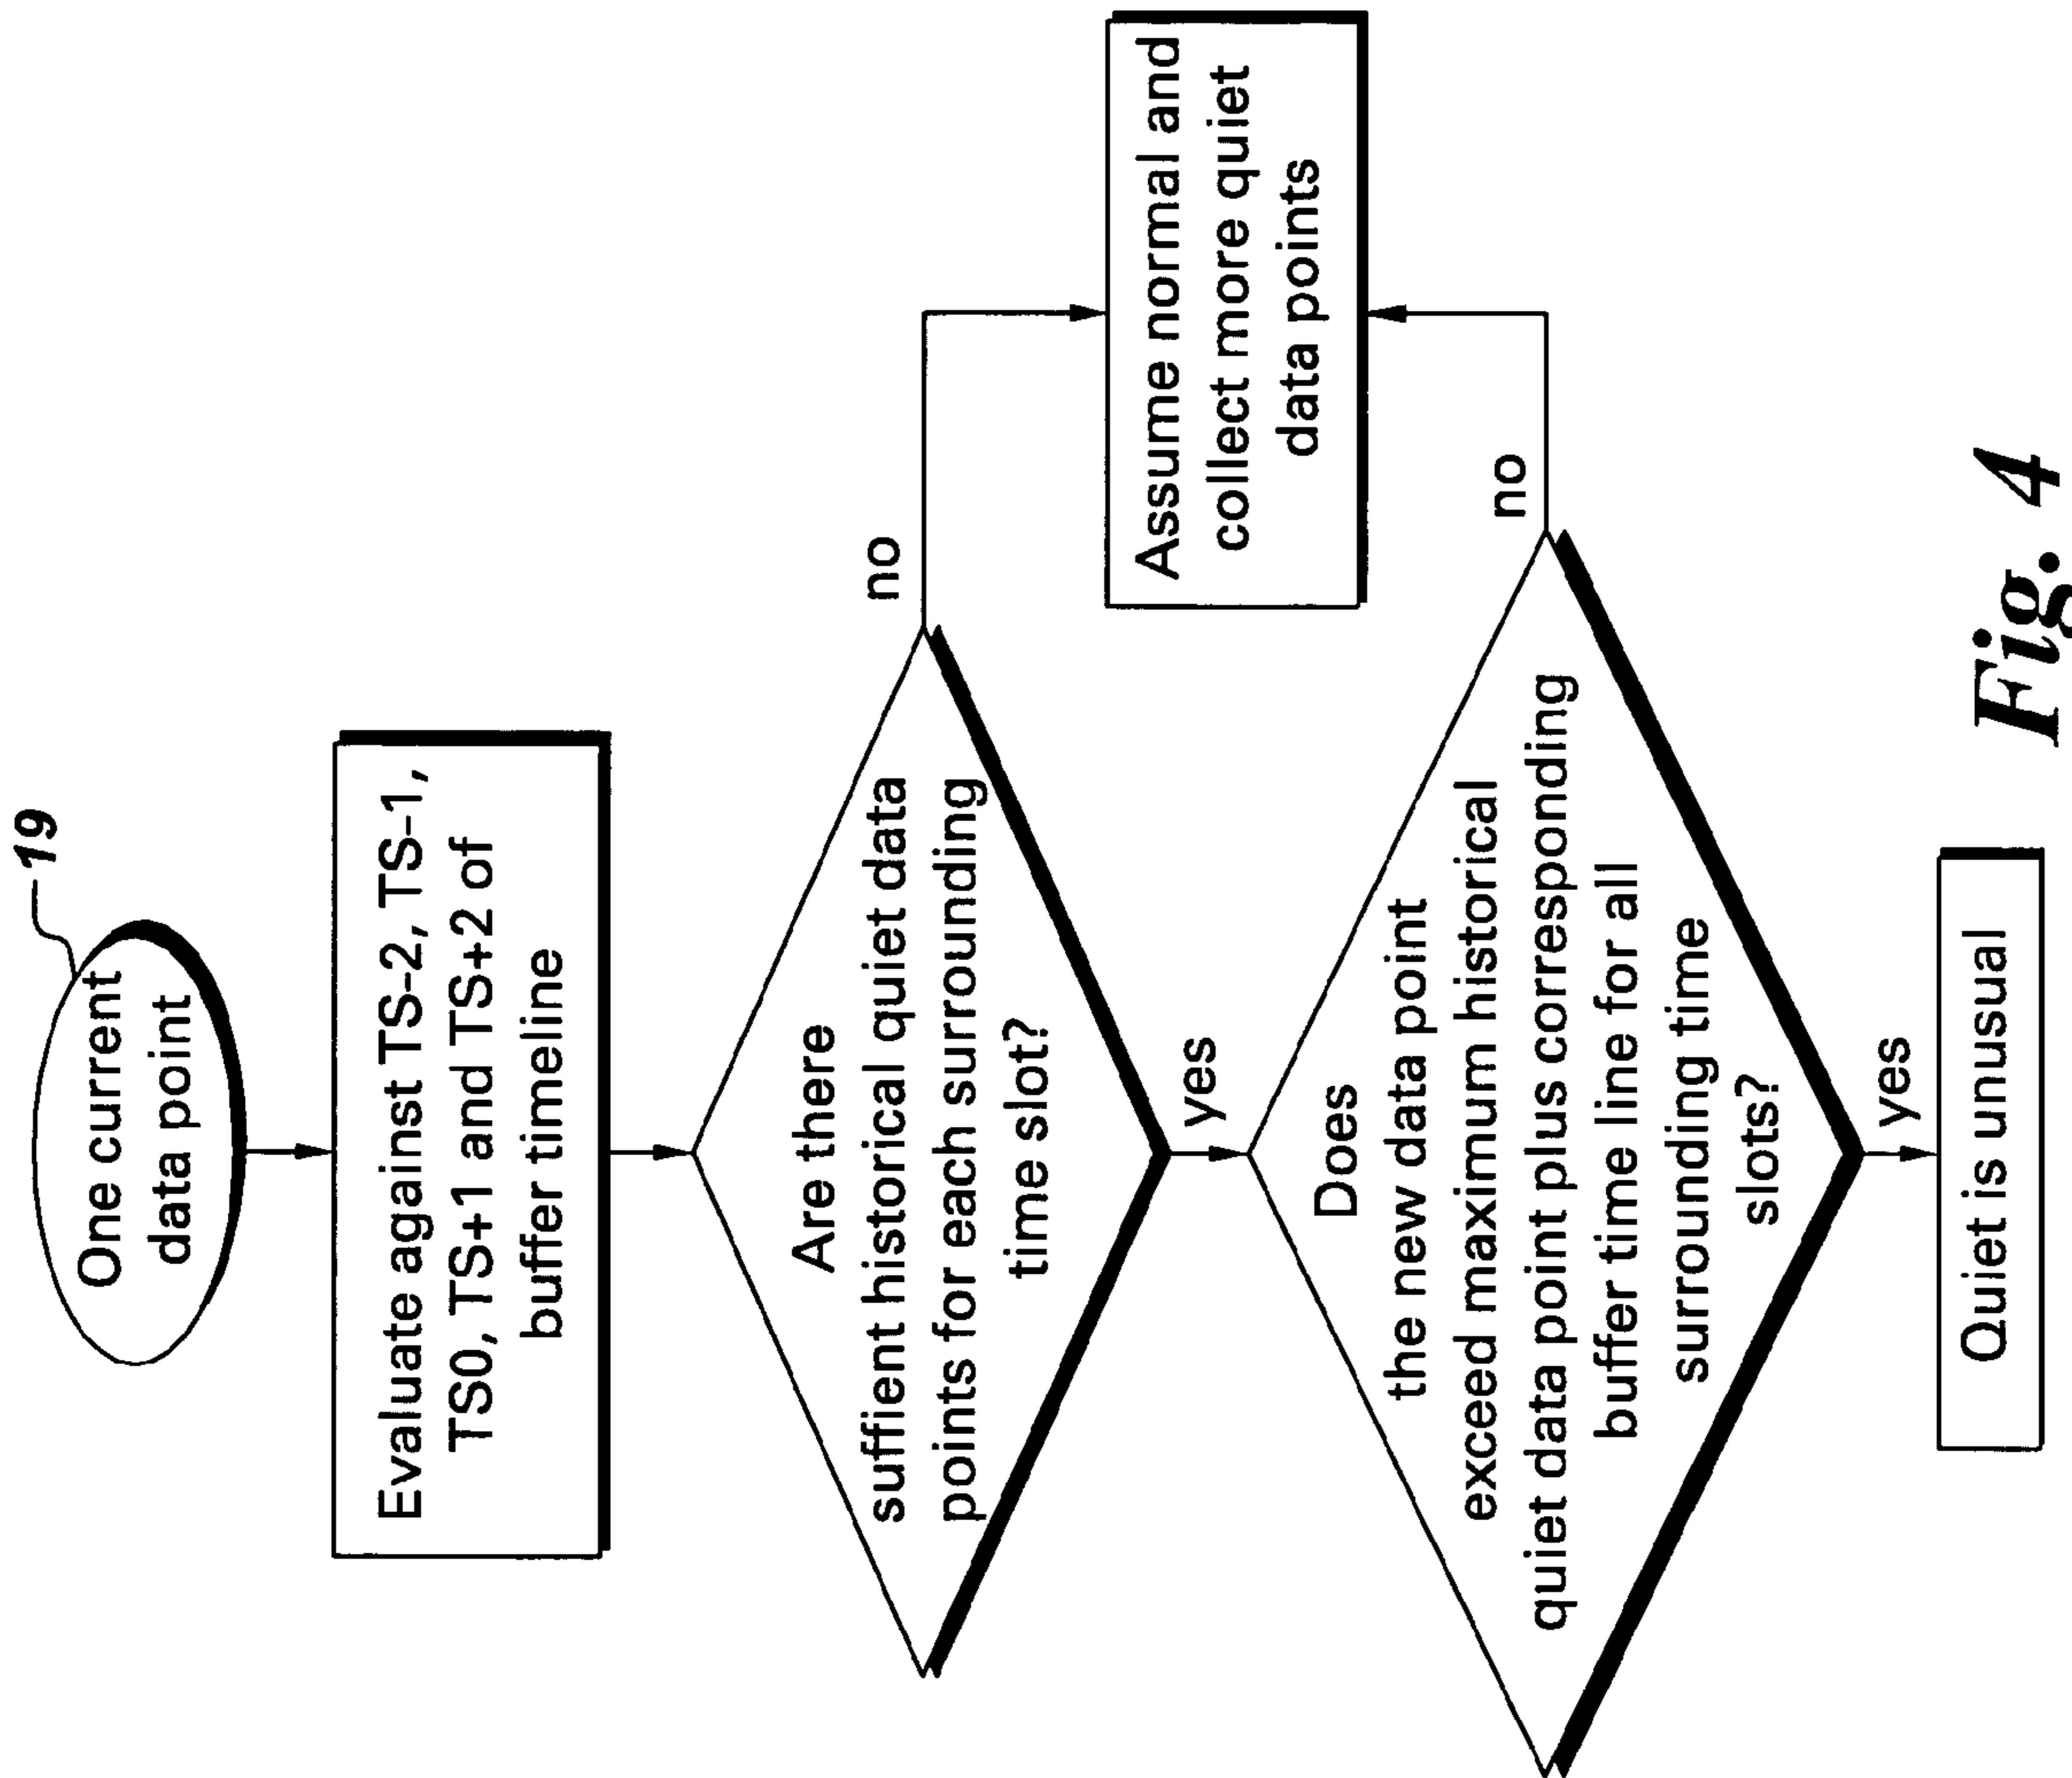 19
One current
data point
Evaluate against TS-2, TS-1,
TS0, TS+1 and TS+2 of
buffer timeline
Are there
suffient historical quiet data
points for each surrounding
time slot?
no
yes
Assume normal and
collect more quiet
data points
Does
the new data point
exceed maximum historical
quiet data point plus corresponding
buffer time line for all
surrounding time
slots?
no
yes
Quiet is unusual
Fig. 4